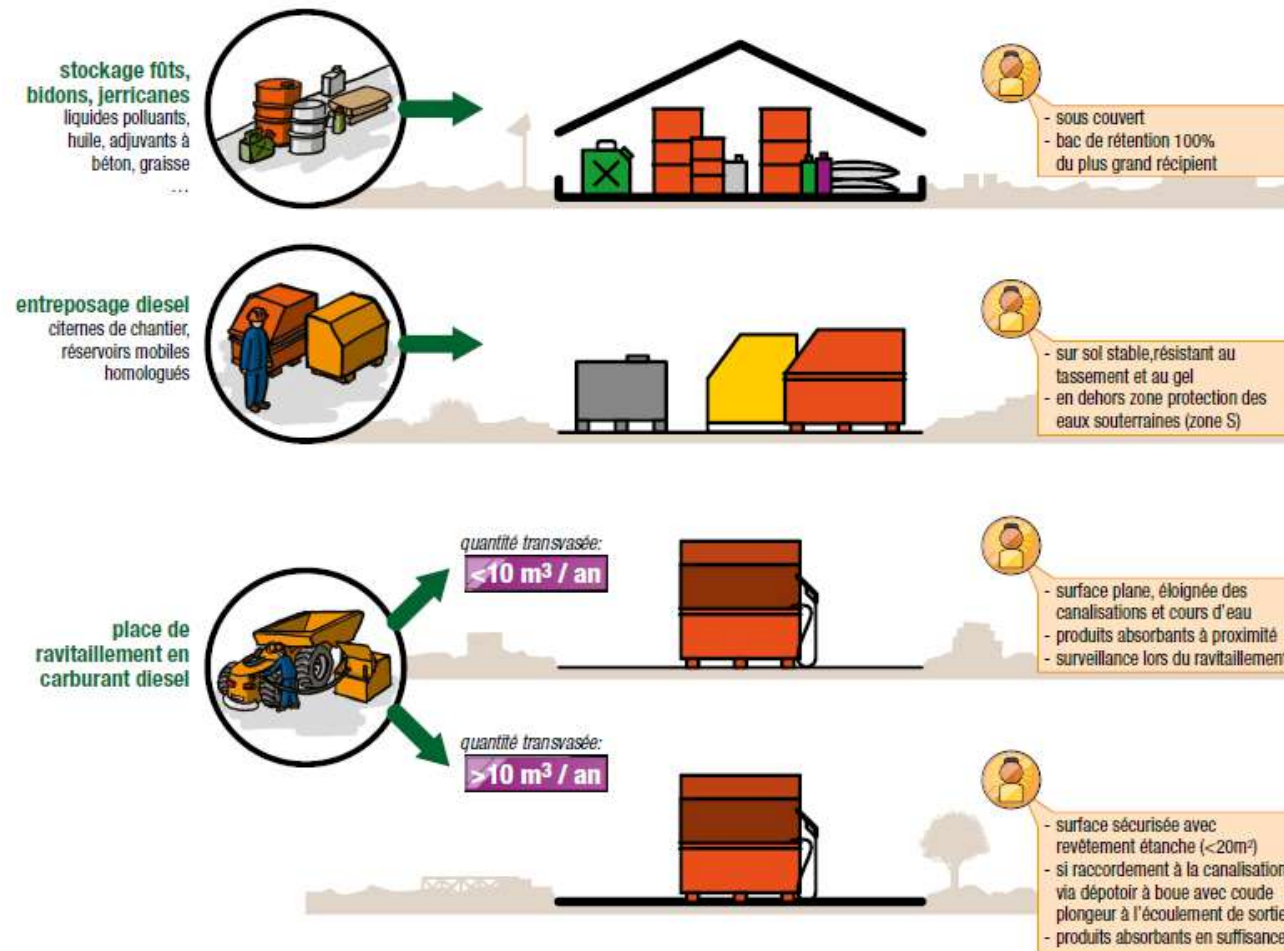 stockage fûts,
bidons, jerricanes
liquides polluants,
huile, adjuvants à
béton, graisse
...
- sous couvert
- bac de rétention 100%
du plus grand récipient
entreposage diesel
citernes de chantier,
réservoirs mobiles
homologués
- sur sol stable,résistant au
tassement et au gel
- en dehors zone protection des
eaux souterraines (zone S)
place de
ravitaillement en
carburant diesel
quantité transvasée:
<10 m³ / an
- surface plane, éloignée des
canalisations et cours d'eau
- produits absorbants à proximité
- surveillance lors du ravitaillement
quantité transvasée:
>10 m³ / an
- surface sécurisée avec
revêtement étanche (<20m²)
- si raccordement à la canalisation
via dépotoir à boue avec coude
plongeur à l'écoulement de sortie
- produits absorbants en suffisance